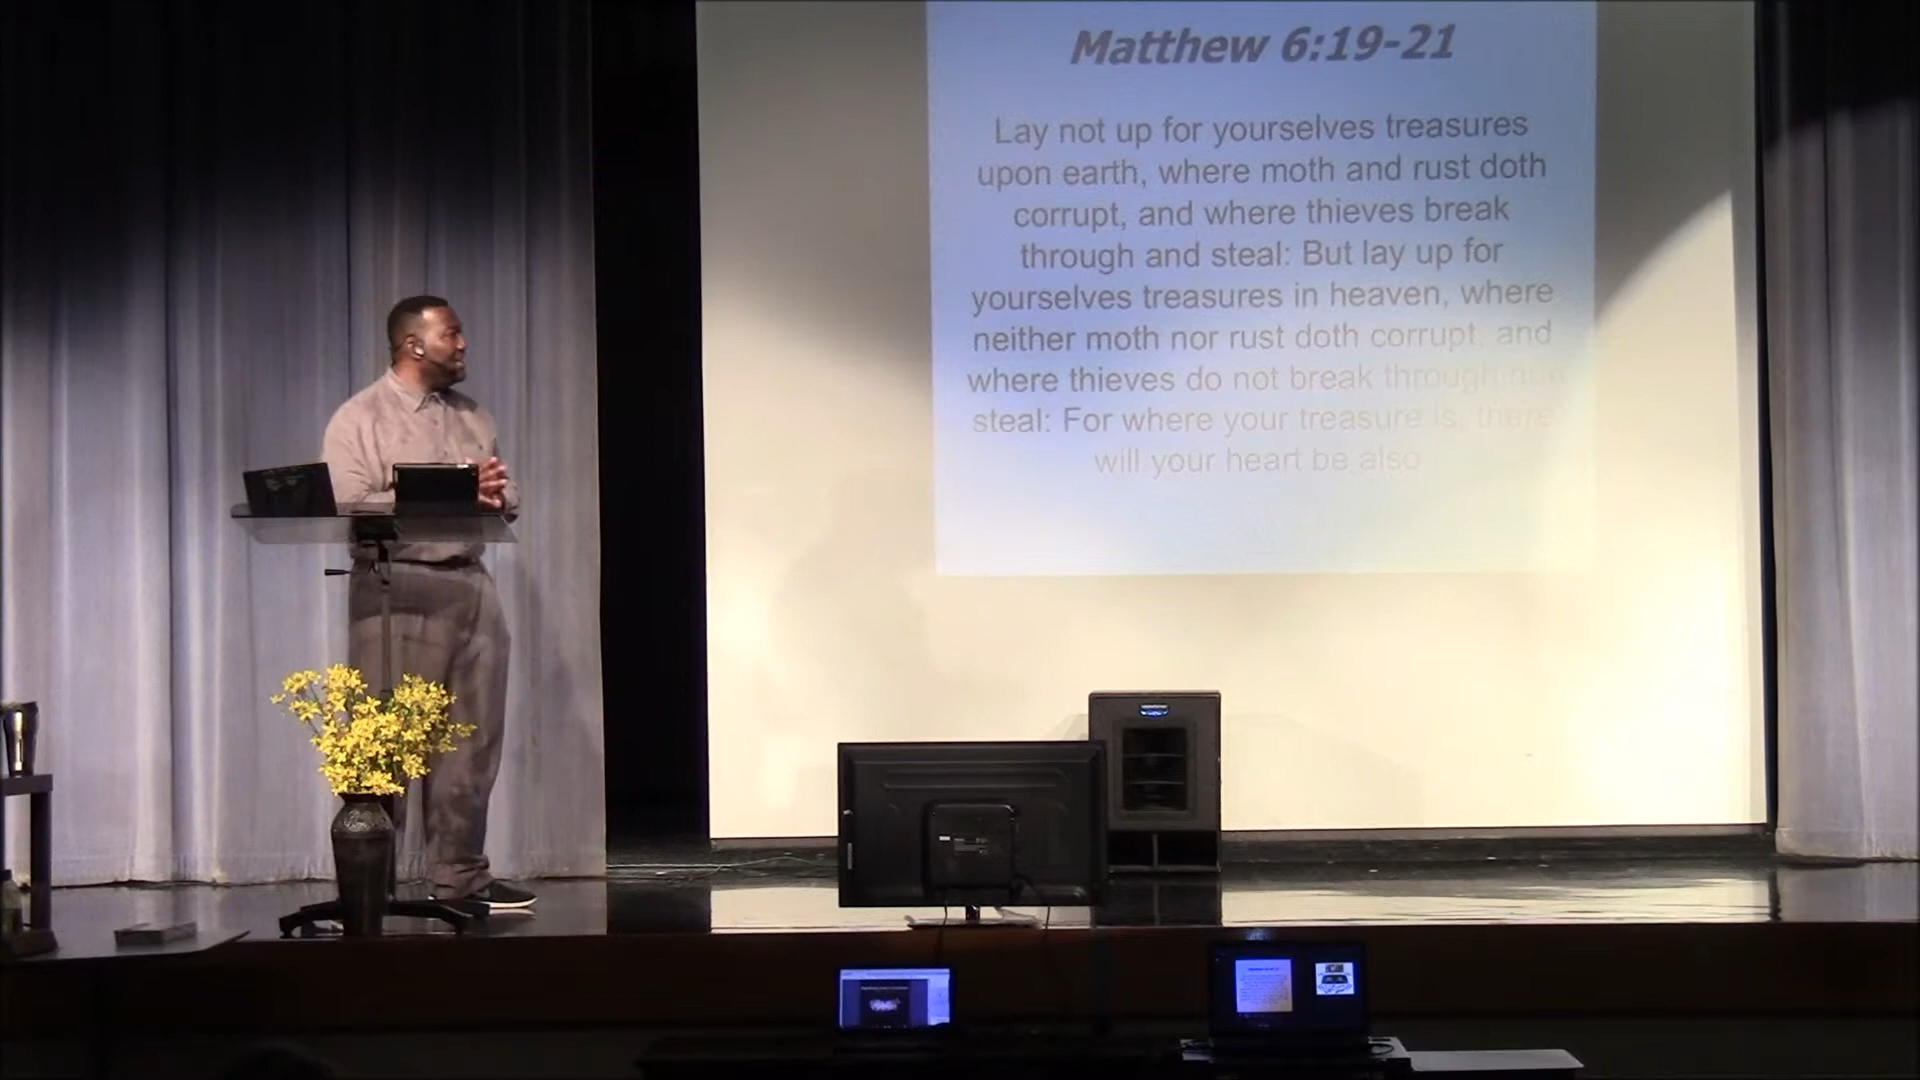 Matthew 6:19-21
Lay not up for yourselves treasures
upon earth, where moth and rust doth
corrupt, and where thieves break
through and steal: But lay up for
yourselves treasures in heaven, where
neither moth nor rust doth corrupt, and
where thieves do not break through nor
steal: For where your treasure is, there
will your heart be also